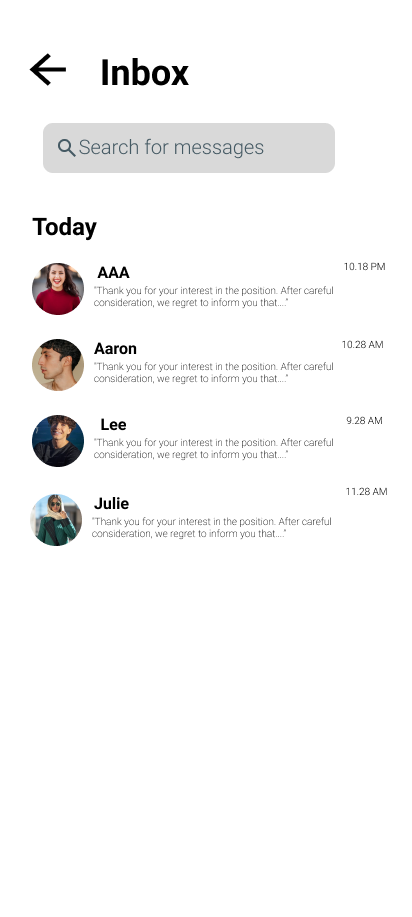 Inbox
Search for messages
Today
AAA
10.18 PM
"Thank you for your interest in the position. After careful
consideration, we regret to inform you that...."
Aaron
10.28 AM
"Thank you for your interest in the position. After careful
consideration, we regret to inform you that...."
Lee
9.28 AM
"Thank you for your interest in the position. After careful
consideration, we regret to inform you that...."
Julie
11.28 AM
"Thank you for your interest in the position. After careful
consideration, we regret to inform you that...."